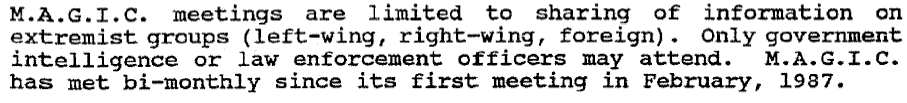 M.A.G.I.C. meetings are limited to sharing of information on
extremist groups (left-wing, right-wing, foreign). Only government
intelligence or law enforcement officers may attend. M.A.G.I.C.
has met bi-monthly since its first meeting in February, 1987.